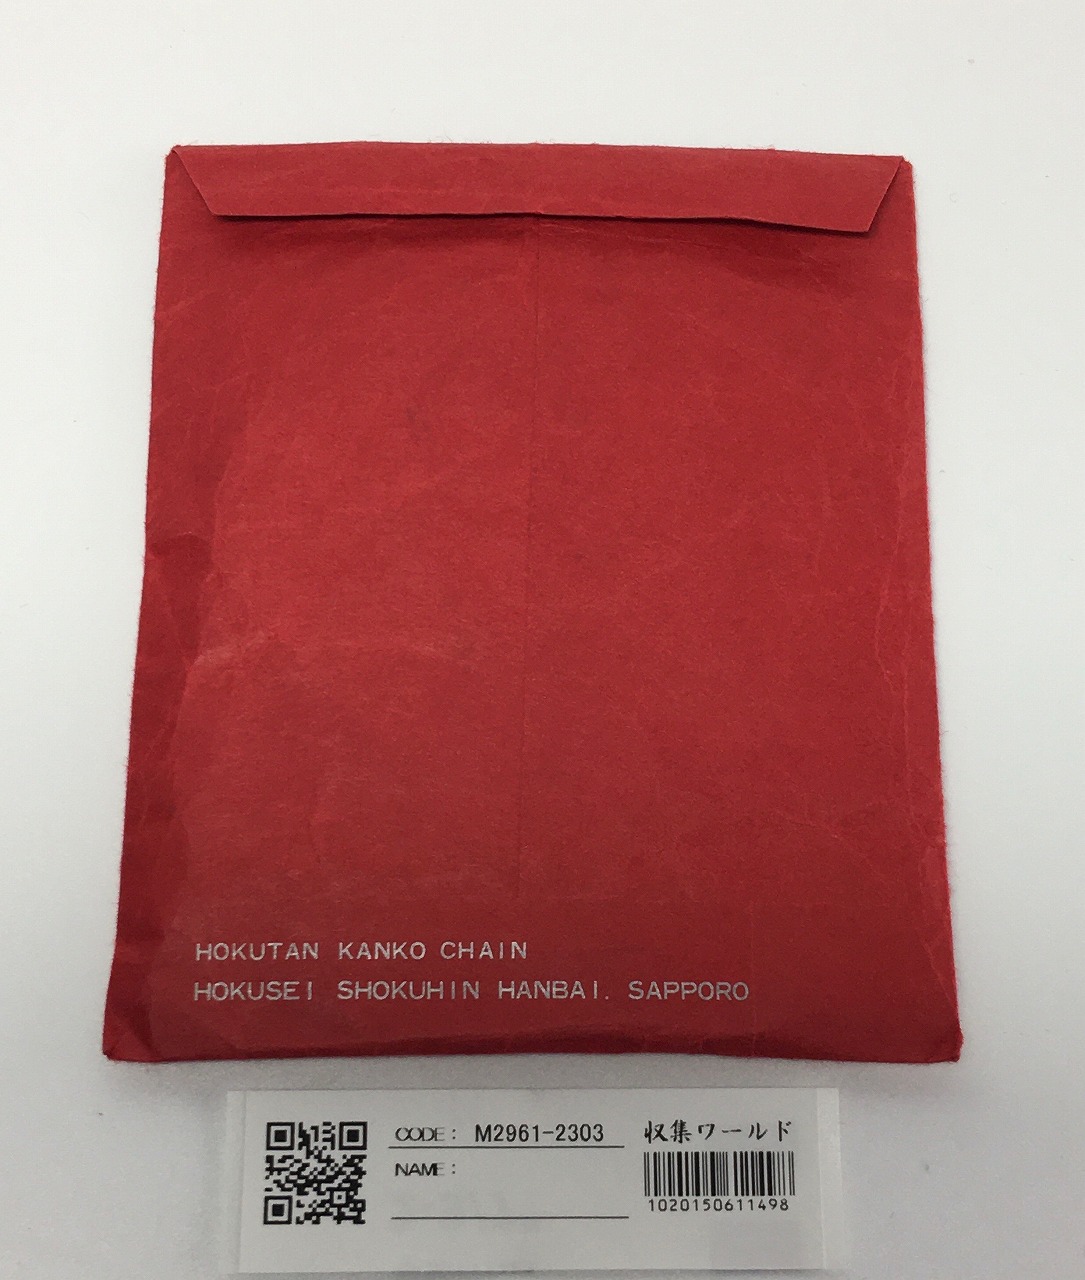 HOKUTAN KANKO CHAIN
HOKUSEI SHOKUHIN HANBAI. SAPPORO
CODE: M2961-2303
収集ワールド
NAME:
1020150611498